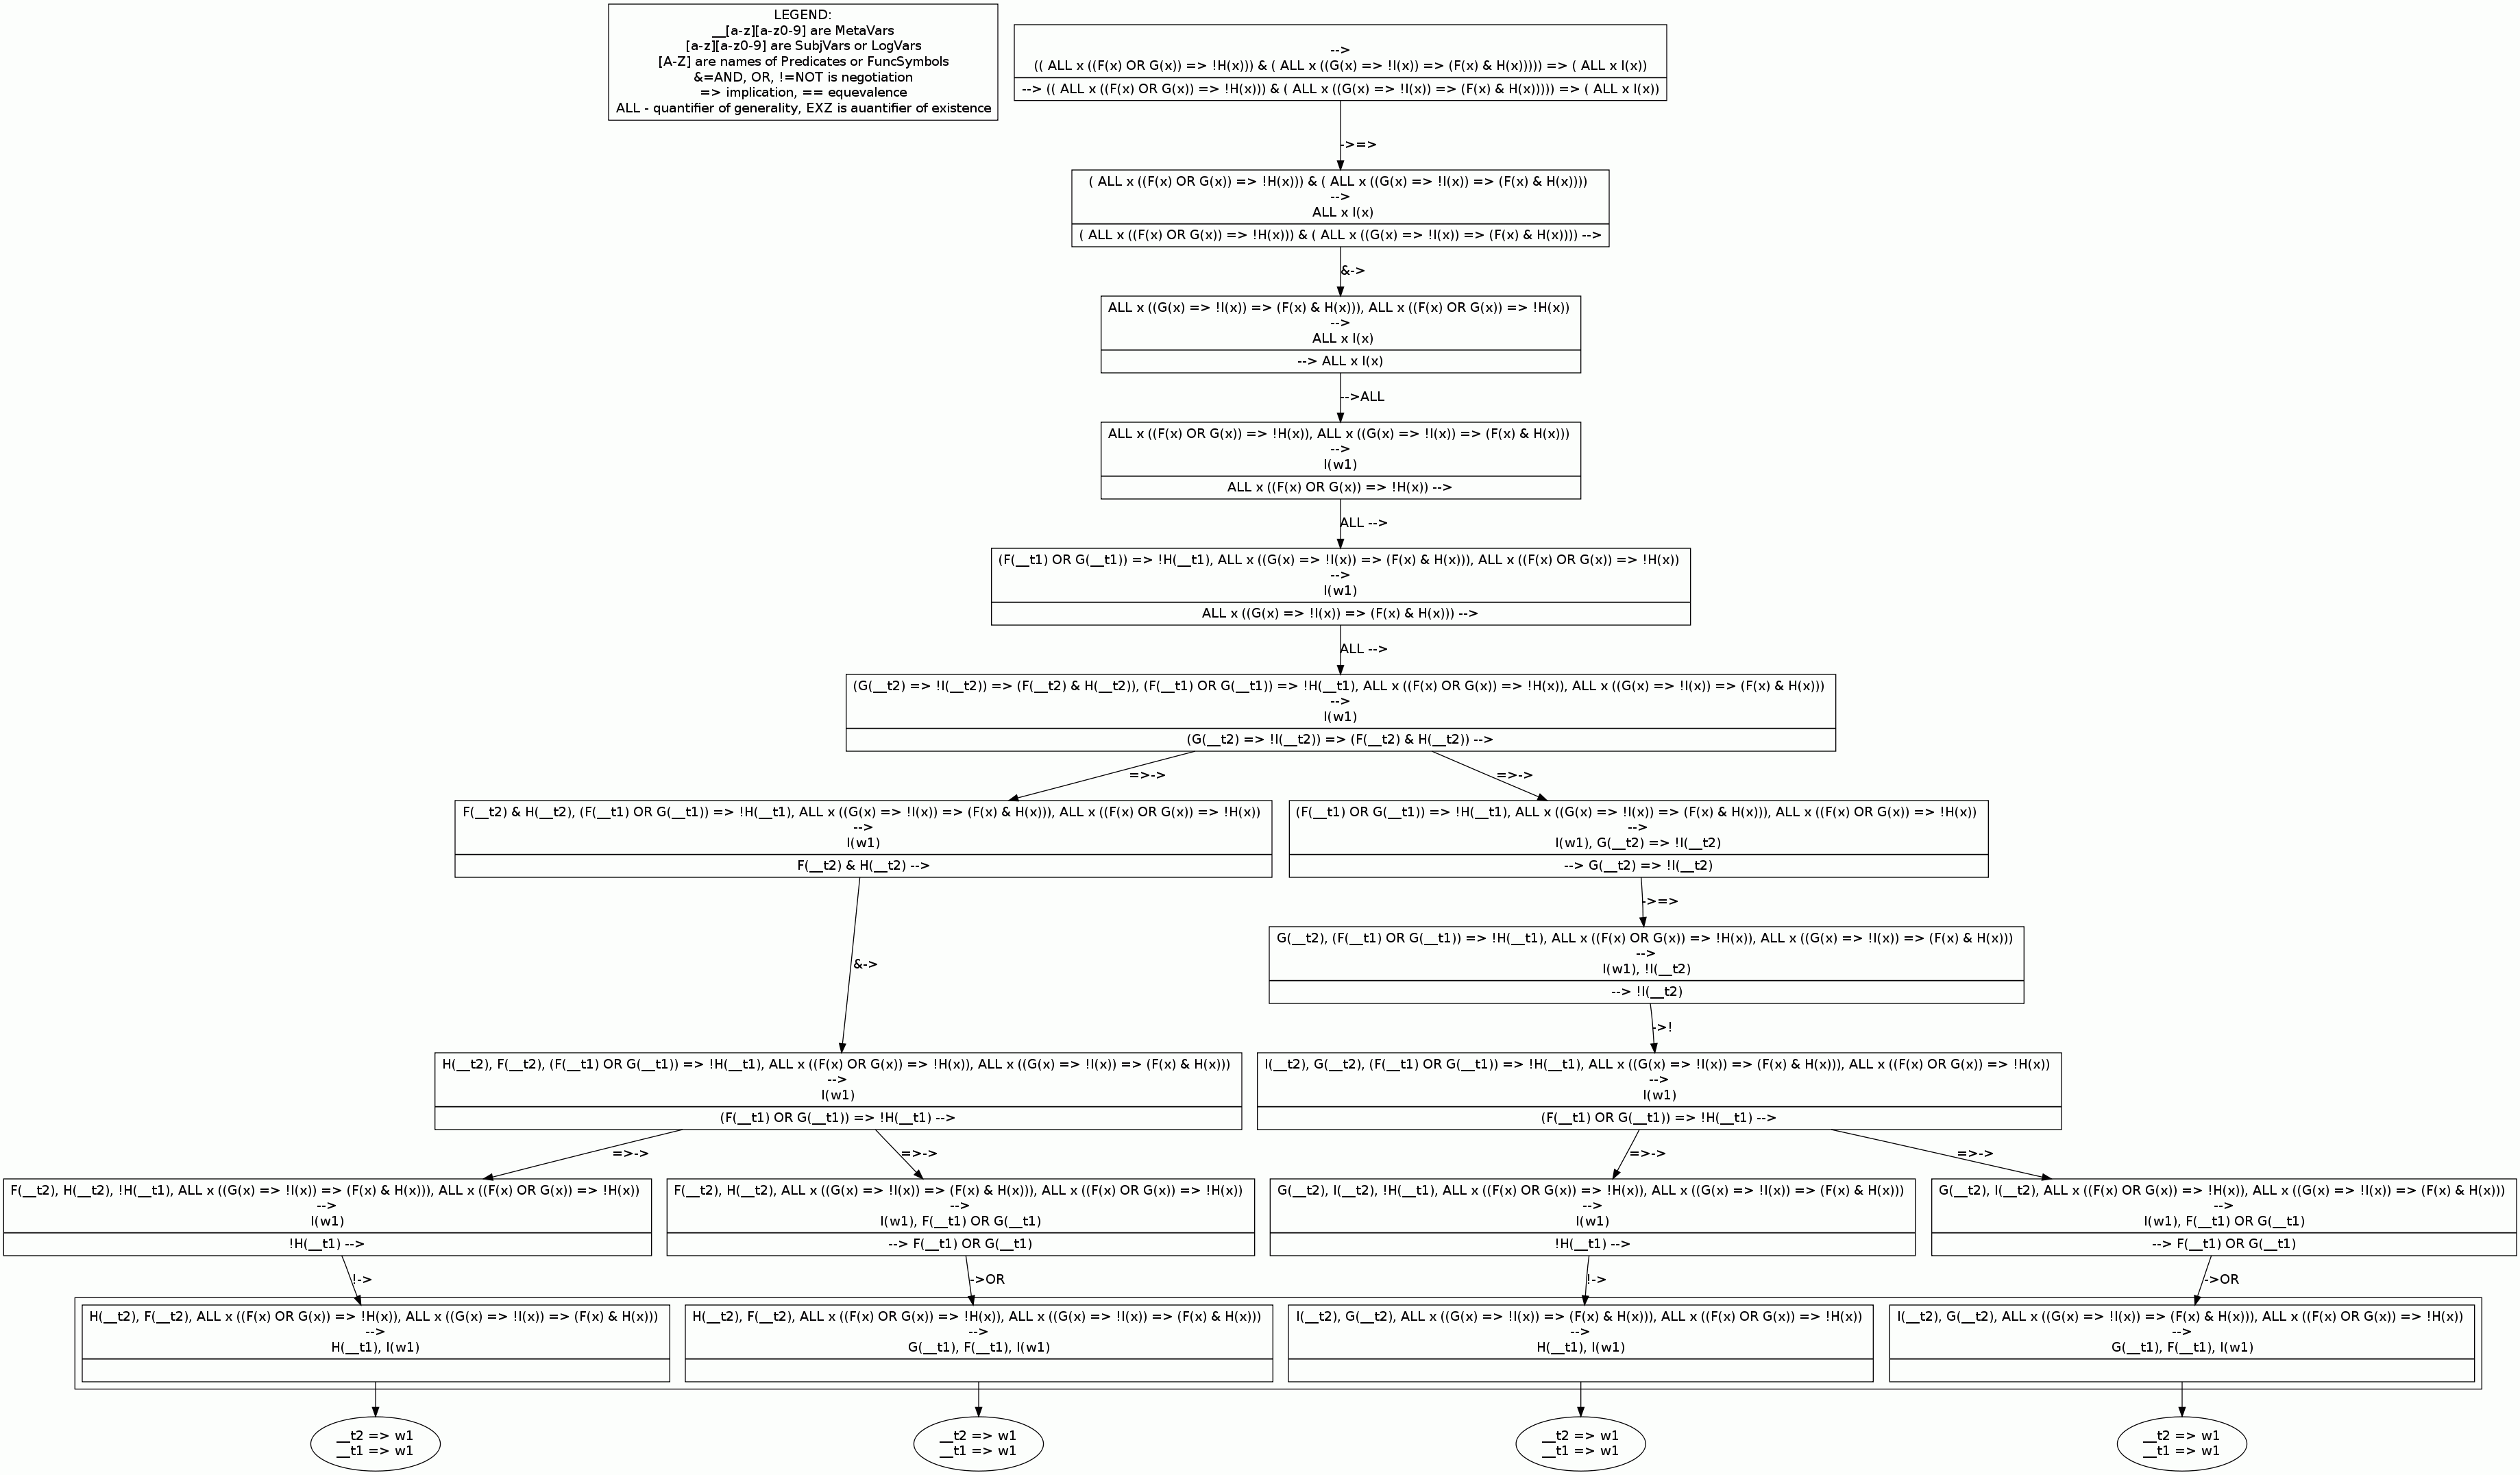 LEGEND:
__[a-z][a-z0-9] are MetaVars
[a-z][a-z0-9] are SubjVars or LogVars
[A-Z] are names of Predicates or FuncSymbols
&=AND, OR, !=NOT is negotiation
=> implication, == equevalence
ALL - quantifier of generality, EXZ is auantifier of existence
-->
(( ALL x ((F(x) OR G(x)) => !H(x))) & ( ALL x ((G(x) => !I(x)) => (F(x) & H(x))))) => ( ALL x I(x))
--> (( ALL x ((F(x) OR G(x)) => !H(x))) & ( ALL x ((G(x) => !I(x)) => (F(x) & H(x))))) => ( ALL x I(x))
->=>
( ALL x ((F(x) OR G(x)) => !H(x))) & ( ALL x ((G(x) => !I(x)) => (F(x) & H(x))))
-->
ALL x I(x)
( ALL x ((F(x) OR G(x)) => !H(x))) & ( ALL x ((G(x) => !I(x)) => (F(x) & H(x)))) -->
&->
ALL x ((G(x) => !I(x)) => (F(x) & H(x))), ALL x ((F(x) OR G(x)) => !H(x))
-->
ALL x I(x)
--> ALL x I(x)
-->ALL
ALL x ((F(x) OR G(x)) => !H(x)), ALL x ((G(x) => !I(x)) => (F(x) & H(x)))
-->
I(w1)
ALL x ((F(x) OR G(x)) => !H(x)) -->
ALL -->
(F(__t1) OR G(__t1)) => !H(__t1), ALL x ((G(x) => !I(x)) => (F(x) & H(x))), ALL x ((F(x) OR G(x)) => !H(x))
-->
I(w1)
ALL x ((G(x) => !I(x)) => (F(x) & H(x))) -->
ALL -->
(G(__t2) => !I(__t2)) => (F(__t2) & H(__t2)), (F(__t1) OR G(__t1)) => !H(__t1), ALL x ((F(x) OR G(x)) => !H(x)), ALL x ((G(x) => !I(x)) => (F(x) & H(x)))
-->
I(w1)
(G(__t2) => !I(__t2)) => (F(__t2) & H(__t2)) -->
=>->
=>->
F(__t2) & H(__t2), (F(__t1) OR G(__t1)) => !H(__t1), ALL x ((G(x) => !I(x)) => (F(x) & H(x))), ALL x ((F(x) OR G(x)) => !H(x))
-->
I(w1)
F(__t2) & H(__t2) -->
(F(__t1) OR G(__t1)) => !H(__t1), ALL x ((G(x) => !I(x)) => (F(x) & H(x))), ALL x ((F(x) OR G(x)) => !H(x))
-->
I(w1), G(__t2) => !I(__t2)
--> G(__t2) => !I(__t2)
->=>
G(__t2), (F(__t1) OR G(__t1)) => !H(__t1), ALL x ((F(x) OR G(x)) => !H(x)), ALL x ((G(x) => !I(x)) => (F(x) & H(x)))
-->
I(w1), !I(__t2)
--> !I(__t2)
&->
->!
H(__t2), F(__t2), (F(__t1) OR G(__t1)) => !H(__t1), ALL x ((F(x) OR G(x)) => !H(x)), ALL x ((G(x) => !I(x)) => (F(x) & H(x)))
-->
I(w1)
(F(__t1) OR G(__t1)) => !H(__t1) -->
I(__t2), G(__t2), (F(__t1) OR G(__t1)) => !H(__t1), ALL x ((G(x) => !I(x)) => (F(x) & H(x))), ALL x ((F(x) OR G(x)) => !H(x))
-->
I(w1)
(F(__t1) OR G(__t1)) => !H(__t1) -->
=>->
=>->
=>->
=>->
F(__t2), H(__t2), !H(__t1), ALL x ((G(x) => !I(x)) => (F(x) & H(x))), ALL x ((F(x) OR G(x)) => !H(x))
-->
I(w1)
!H(__t1) -->
F(__t2), H(__t2), ALL x ((G(x) => !I(x)) => (F(x) & H(x))), ALL x ((F(x) OR G(x)) => !H(x))
-->
I(w1), F(__t1) OR G(__t1)
--> F(__t1) OR G(__t1)
G(__t2), I(__t2), !H(__t1), ALL x ((F(x) OR G(x)) => !H(x)), ALL x ((G(x) => !I(x)) => (F(x) & H(x)))
-->
I(w1)
!H(__t1) -->
G(__t2), I(__t2), ALL x ((F(x) OR G(x)) => !H(x)), ALL x ((G(x) => !I(x)) => (F(x) & H(x)))
-->
I(w1), F(__t1) OR G(__t1)
--> F(__t1) OR G(__t1)
!->
->OR
!->
->OR
H(__t2), F(__t2), ALL x ((F(x) OR G(x)) => !H(x)), ALL x ((G(x) => !I(x)) => (F(x) & H(x)))
-->
H(__t1), I(w1)
H(__t2), F(__t2), ALL x ((F(x) OR G(x)) => !H(x)), ALL x ((G(x) => !I(x)) => (F(x) & H(x)))
-->
G(__t1), F(__t1), I(w1)
I(__t2), G(__t2), ALL x ((G(x) => !I(x)) => (F(x) & H(x))), ALL x ((F(x) OR G(x)) => !H(x))
-->
H(__t1), I(w1)
I(__t2), G(__t2), ALL x ((G(x) => !I(x)) => (F(x) & H(x))), ALL x ((F(x) OR G(x)) => !H(x))
-->
G(__t1), F(__t1), I(w1)
__t2 => w1
__t1 => w1
__t2 => w1
__t1 => w1
__t2 => w1
__t1 => w1
__t2 => w1
__t1 => w1